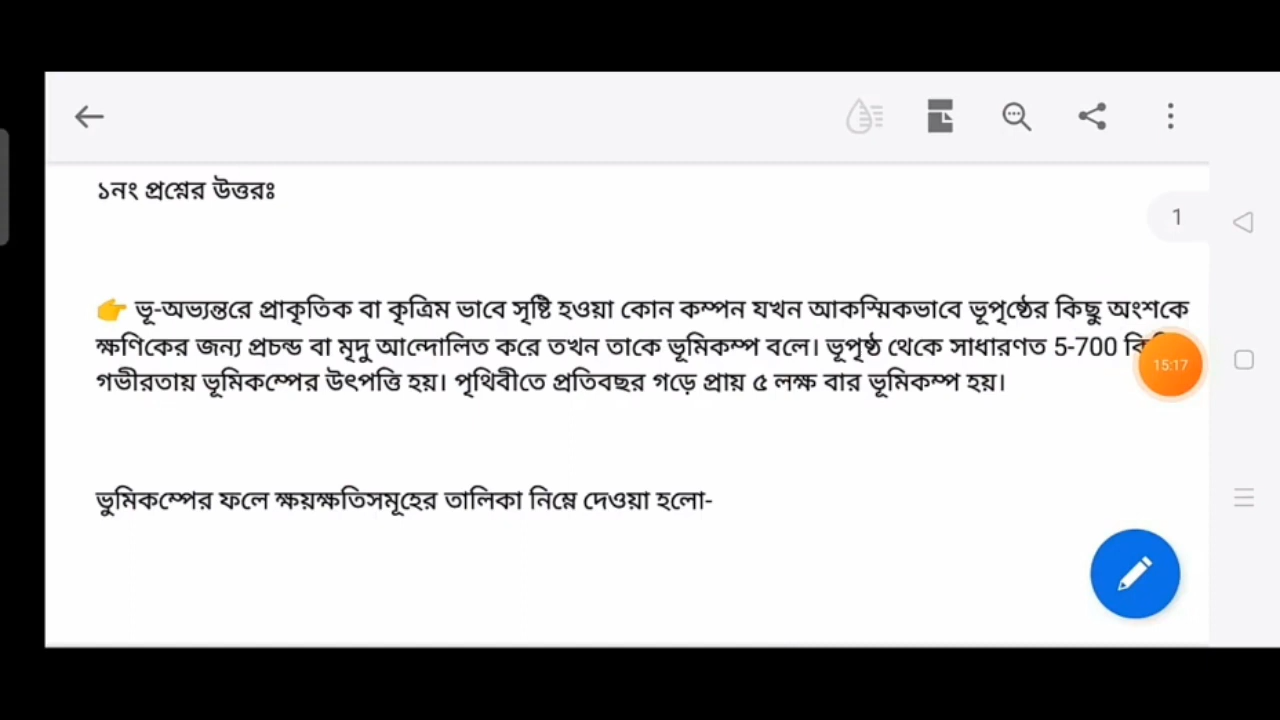 ১নং প্রশ্নের উত্তরঃ
1
👉 ভূ-অভ্যন্তরে প্রাকৃতিক বা কৃত্রিম ভাবে সৃষ্টি হওয়া কোন কম্পন যখন আকস্মিকভাবে ভূপৃষ্ঠের কিছু অংশকে
ক্ষণিকের জন্য প্রচন্ড বা মৃদু আন্দোলিত করে তখন তাকে ভূমিকম্প বলে। ভূপৃষ্ঠ থেকে সাধারণত 5-700
15:17
গভীরতায় ভূমিকম্পের উৎপত্তি হয়। পৃথিবীতে প্রতিবছর গড়ে প্রায় ৫ লক্ষ বার ভূমিকম্প হয়।
ভুমিকম্পের ফলে ক্ষয়ক্ষতিসমূহের তালিকা নিম্নে দেওয়া হলো-